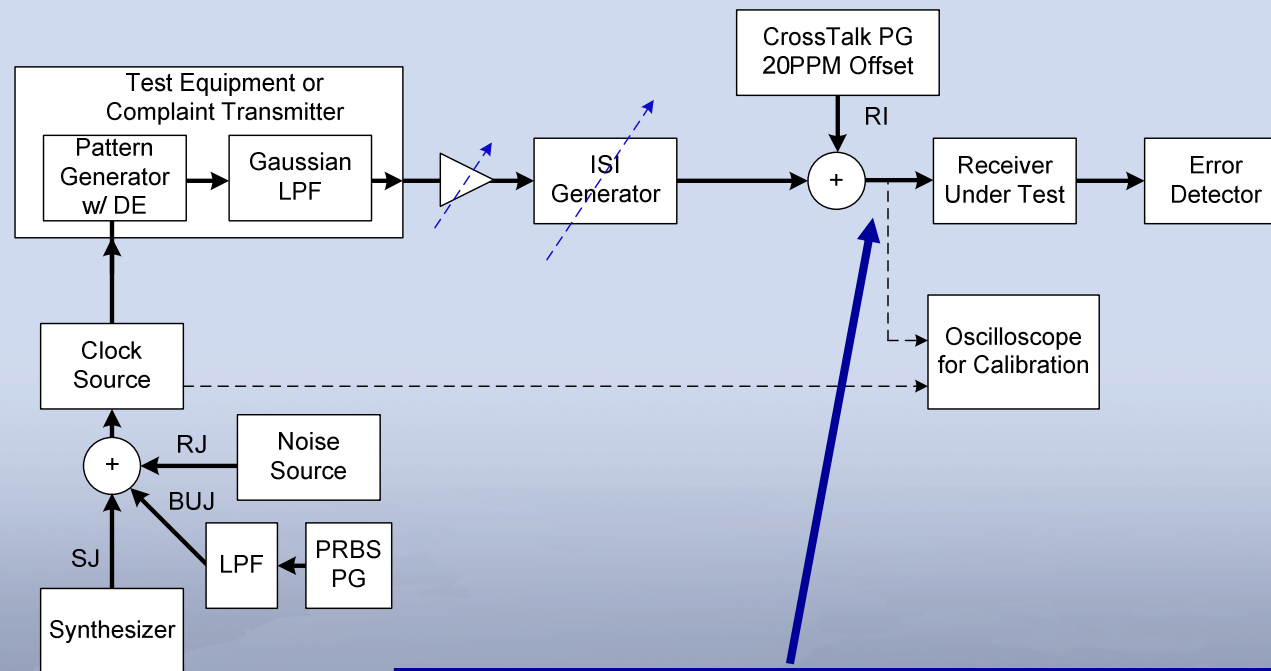 CrossTalk PG
20PPM Offset
RI
Test Equipment or
Complaint Transmitter
Pattern
Generator
w/ DE
Gaussian
LPF
ISI
Generator
+
Receiver
Under Test
Error
Detector
Clock
Source
Oscilloscope
for Calibration
+
RJ
Noise
Source
BUJ
SJ
LPF
PRBS
PG
Synthesizer